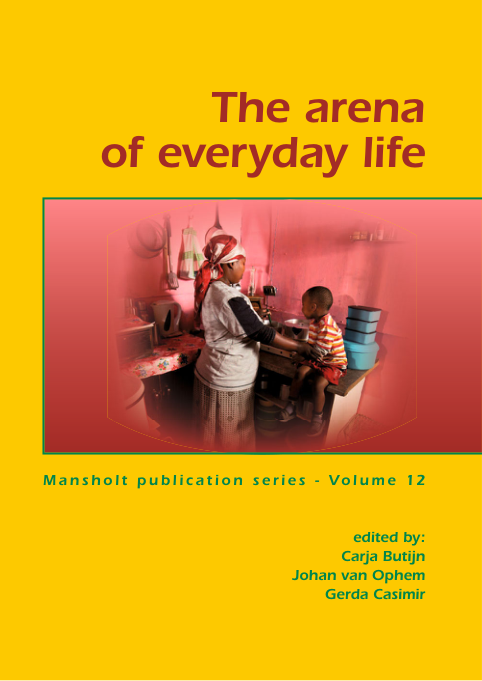 The arena
of everyday life
Mansholt publication series - Volume 12
edited by:
Carja Butijn
Johan van Ophem
Gerda Casimir